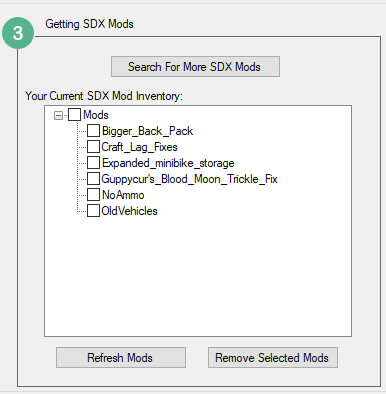 3
Getting SDX Mods
Search For More SDX Mods
Your Current SDX Mod Inventory:
Mods
Bigger_Back_Pack
Craft_Lag_Fixes
Expanded_minibike_storage
Guppycur's_Blood_Moon_Trickle_Fix
NoAmmo
OldVehicles
Refresh Mods Remove Selected Mods